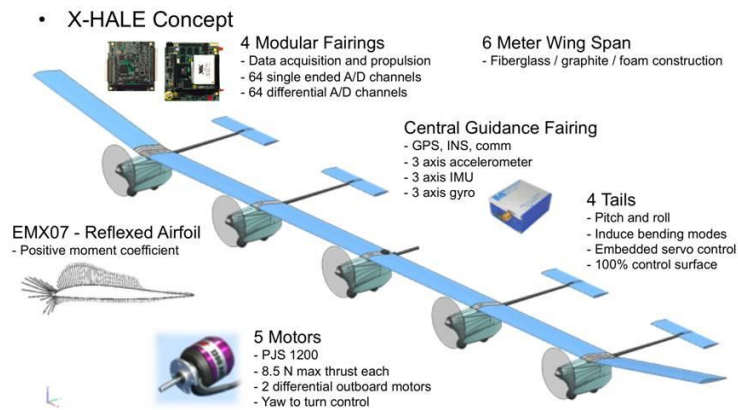 • X-HALE Concept
4 Modular Fairings
- Data acquisition and propulsion
- 64 single ended A/D channels
- 64 differential A/D channels
6 Meter Wing Span
- Fiberglass / graphite / foam construction
Central Guidance Fairing
- GPS, INS, comm
- 3 axis accelerometer
- 3 axis IMU
- 3 axis gyro
4 Tails
- Pitch and roll
- Induce bending modes
- Embedded servo control
- 100% control surface
EMX07 - Reflexed Airfoil
- Positive moment coefficient
5 Motors
- PJS 1200
- 8.5 N max thrust each
- 2 differential outboard motors
- Yaw to turn control